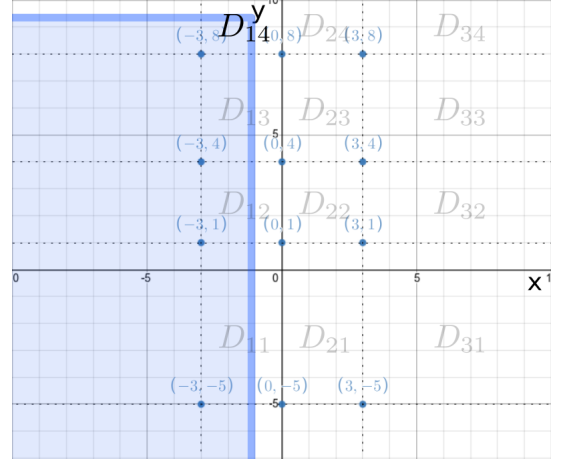 10
y
D14 D24 D34
(−3, 8) (0, 8) (3, 8)
D13 D23 D33
5
(−3, 4) (0, 4) (3, 4)
D12 D22 D32
(−3, 1) (0, 1) (3, 1)
0 -5 0 5 1
x
D11 D21 D31
(−3, −5) (0, −5) (3, −5)
-5